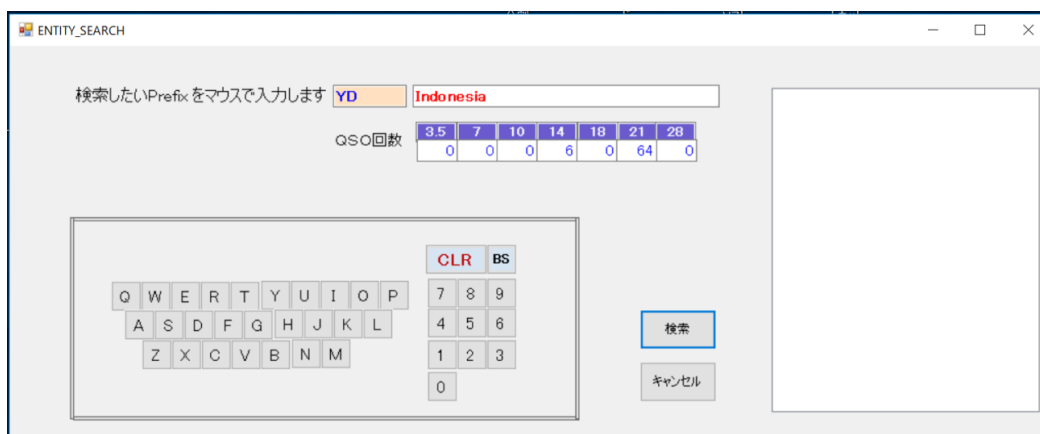 ENTITY_SEARCH
検索したいPrefixをマウスで入力します YD Indonesia
QSO回数 3.5 7 10 14 18 21 28
0 0 0 6 0 64 0
CLR BS
Q W E R T Y U I O P 7 8 9
A S D F G H J K L 4 5 6
Z X C V B N M 1 2 3
0
検索
キャンセル